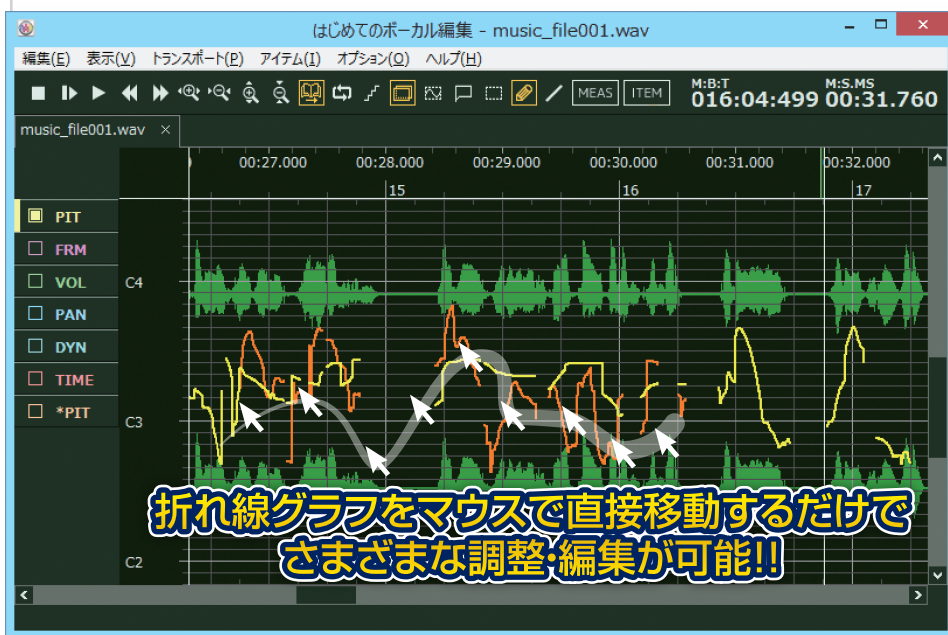 はじめてのボーカル編集 - music_file001.wav
編集(E) 表示(V) トランスポート(P) アイテム(I) オプション(O) ヘルプ(H)
MEAS ITEM M:B:T 016:04:499 M:S.MS 00:31.760
music_file001.wav ×
00:27.000 00:28.000 00:29.000 00:30.000 00:31.000 00:32.000
15 16 17
PIT
FRM
VOL
PAN
DYN
TIME
*PIT
C4
C3
C2
折れ線グラフをマウスで直接移動するだけで
さまざまな調整・編集が可能!!